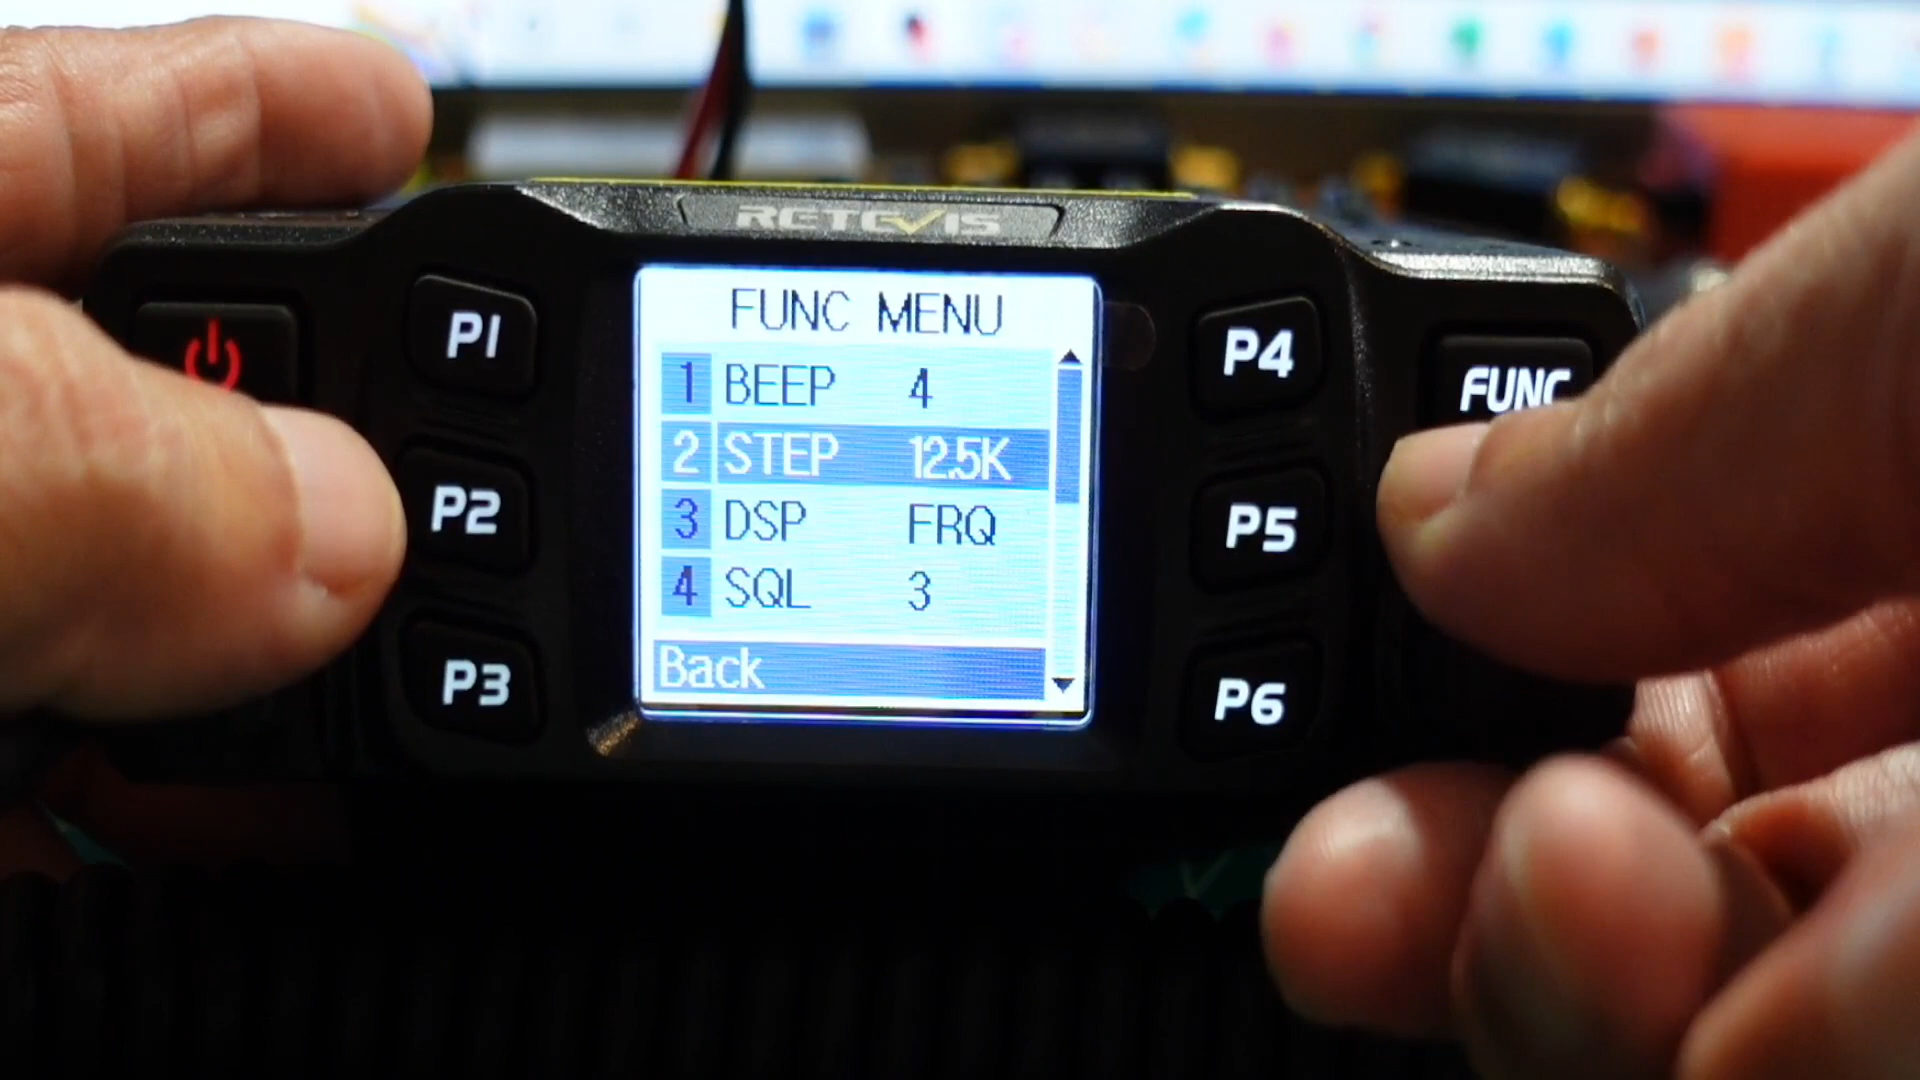 RETEVIS
P1
P2
P3
FUNC MENU
1 BEEP 4
2 STEP 12.5K
3 DSP FRQ
4 SQL 3
Back
P4
P5
P6
FUNC